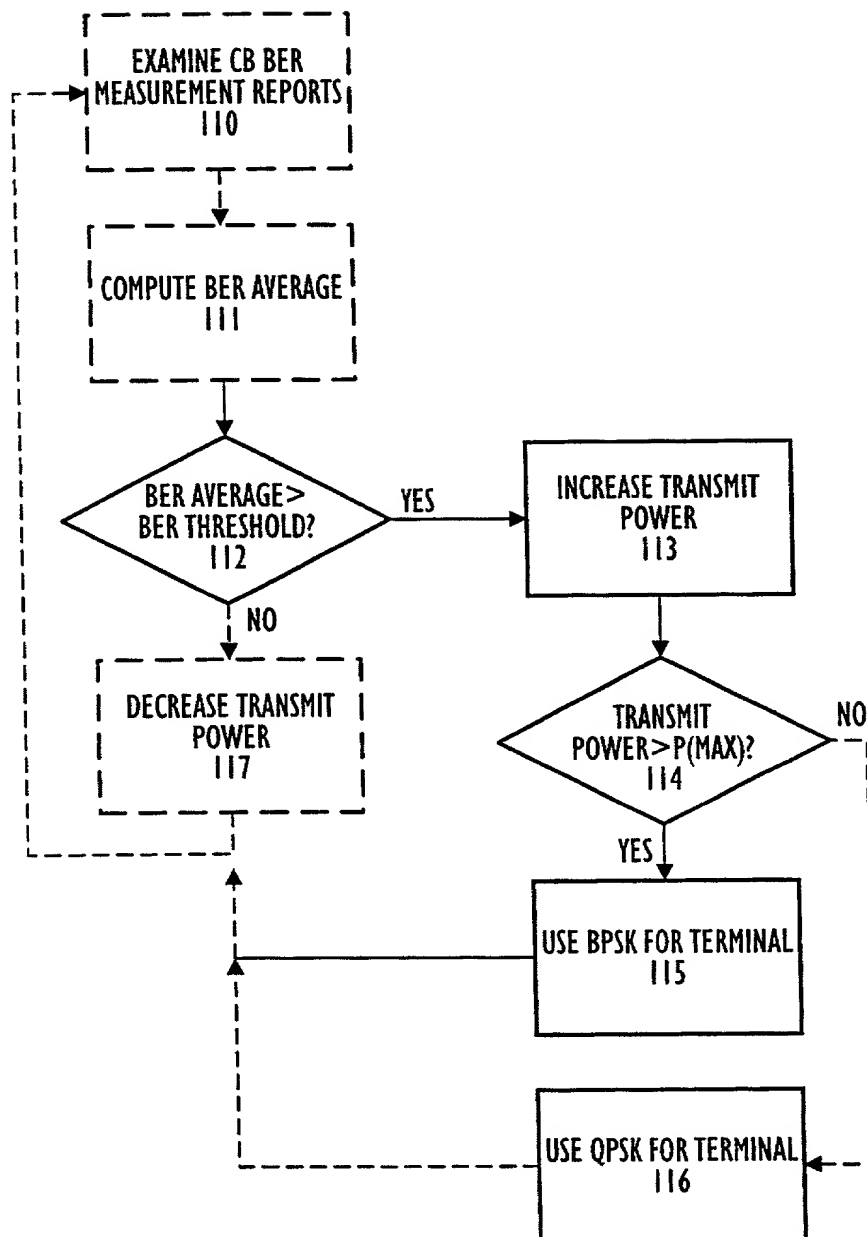 EXAMINE CB BER
MEASUREMENT REPORTS
110
COMPUTE BER AVERAGE
111
BER AVERAGE>
BER THRESHOLD?
112
YES
INCREASE TRANSMIT
POWER
113
NO
DECREASE TRANSMIT
POWER
117
TRANSMIT
POWER>P(MAX)?
114
NO
YES
USE BPSK FOR TERMINAL
115
USE QPSK FOR TERMINAL
116